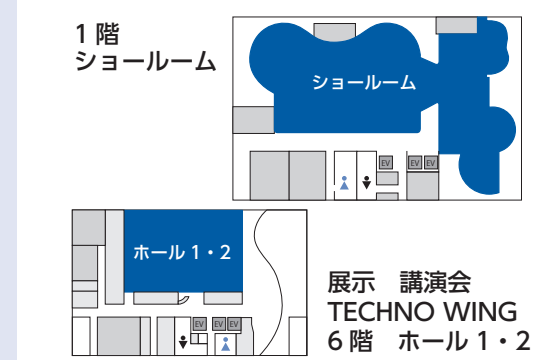 1 階
ショールーム
ショールーム
EV
EV EV
ホール 1・2
EV EV EV
展示 講演会
TECHNO WING
6 階 ホール 1・2